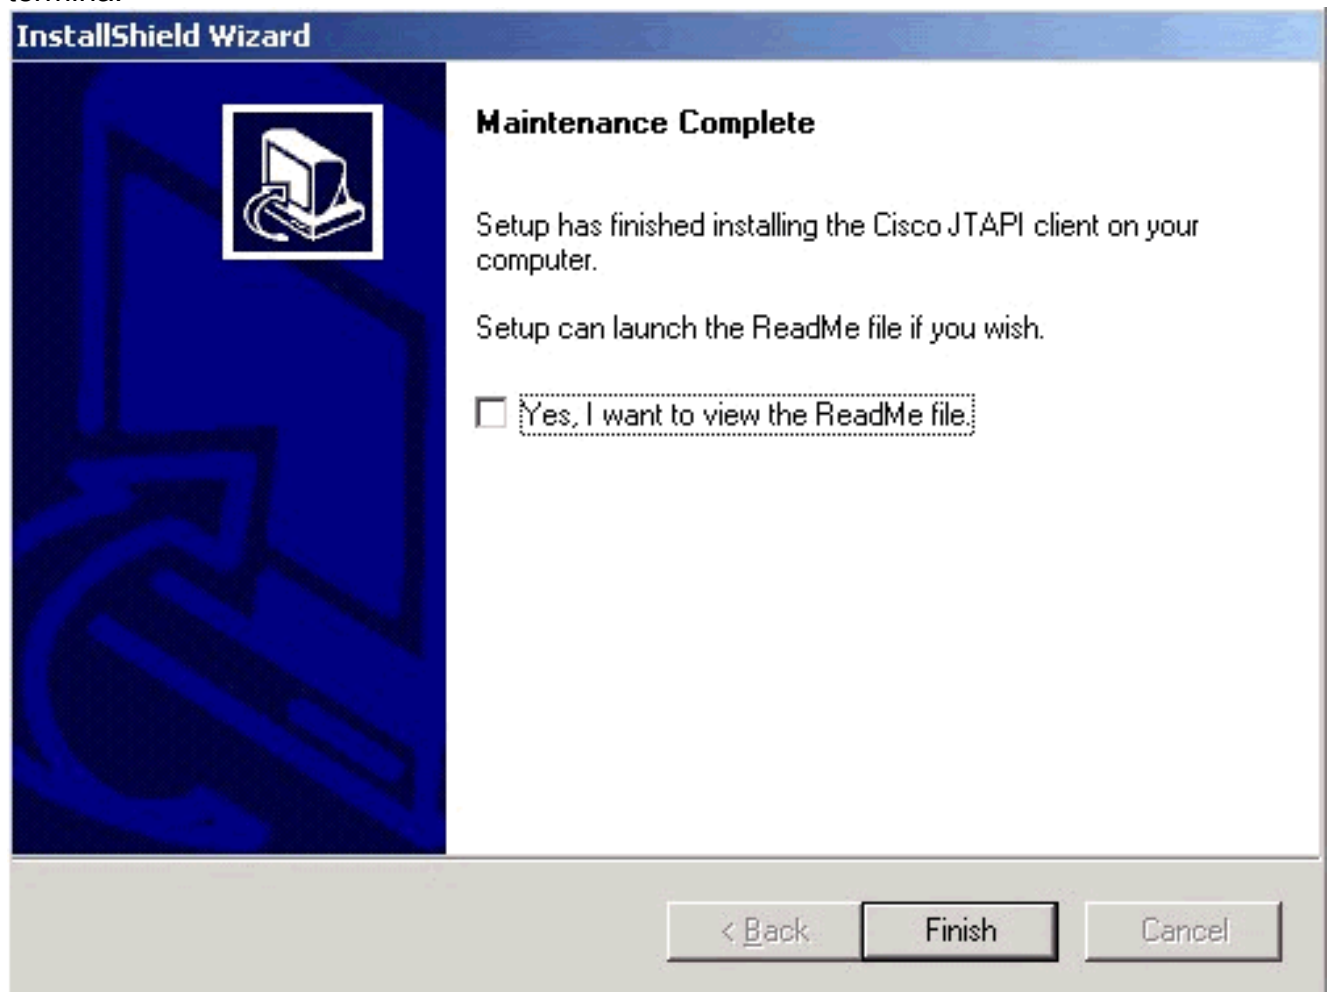 InstallShield Wizard
Maintenance Complete
Setup has finished installing the Cisco JTAPI client on your
computer.
Setup can launch the ReadMe file if you wish.
Yes, I want to view the ReadMe file.
< Back
Finish
Cancel